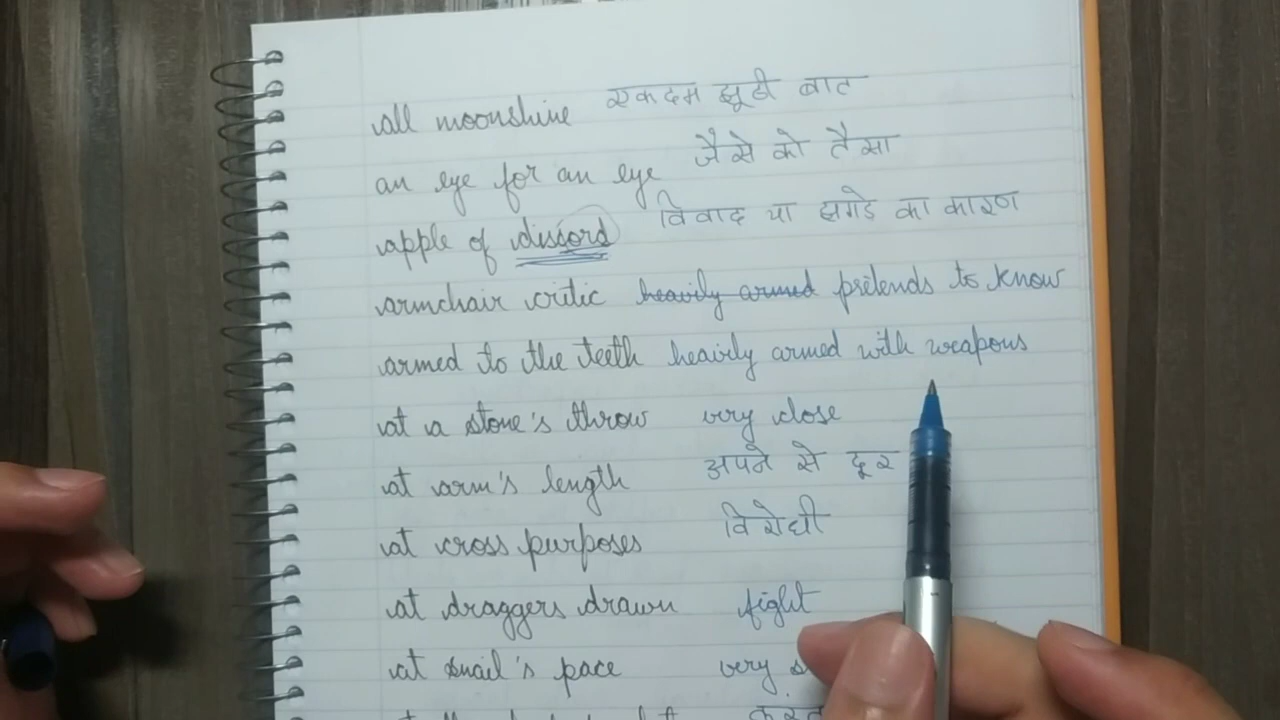 all moonshine एकदम झूठी बात
an eye for an eye जैसे को तैसा
apple of discord विवाद या झगडे का कारण
armchair critic heavily armed pretends to know
armed to the teeth heavily armed with weapons
at a stone's throw very close
at arm's length अपने से दूर
at cross purposes विरोधी
at draggers drawn fight
at snail's pace very